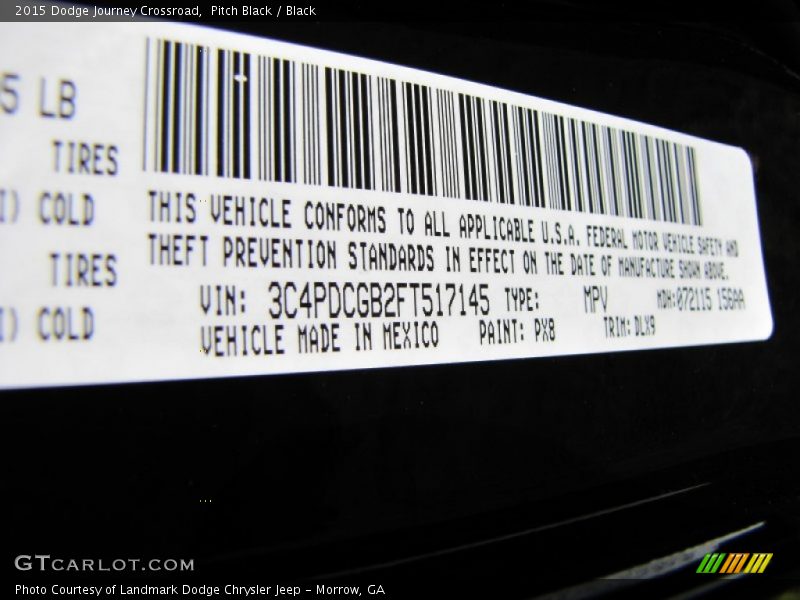 2015 Dodge Journey Crossroad, Pitch Black / Black
5 LB
TIRES
I) COLD
TIRES
I) COLD
THIS VEHICLE CONFORMS TO ALL APPLICABLE U.S.A. FEDERAL MOTOR VEHICLE SAFETY AND
THEFT PREVENTION STANDARDS IN EFFECT ON THE DATE OF MANUFACTURE SHOWN ABOVE.
VIN: 3C4PDCGB2FT517145 TYPE: MPV MDH:072115 156AA
VEHICLE MADE IN MEXICO PAINT: PX8 TRIM: DLX9
GTCARLOT.COM
Photo Courtesy of Landmark Dodge Chrysler Jeep - Morrow, GA